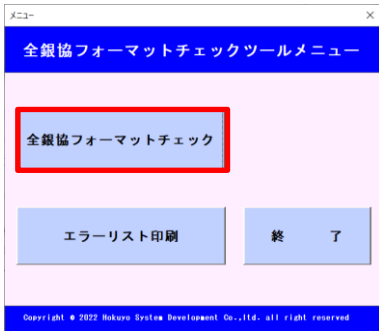 メニュー
全銀協フォーマットチェックツールメニュー
全銀協フォーマットチェック
エラーリスト印刷
終　了
Copyright © 2022 Hokuyo System Development Co.,ltd. all right reserved